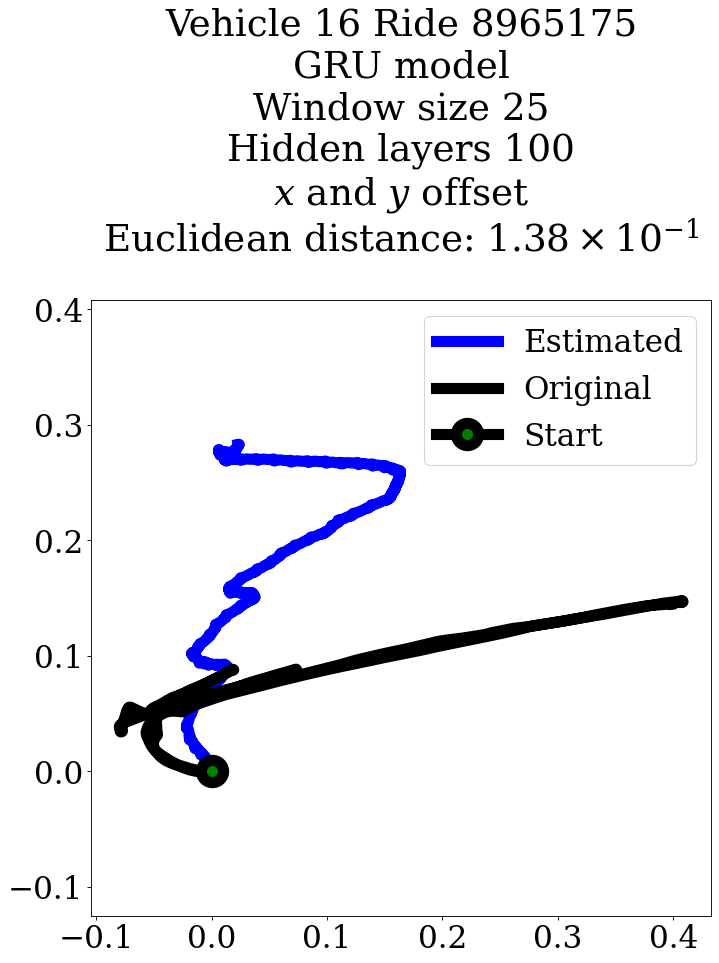 Vehicle 16 Ride 8965175
GRU model
Window size 25
Hidden layers 100
x and y offset
Euclidean distance: 1.38 × 10⁻¹
Estimated
Original
Start
0.4
0.3
0.2
0.1
0.0
−0.1
−0.1 0.0 0.1 0.2 0.3 0.4